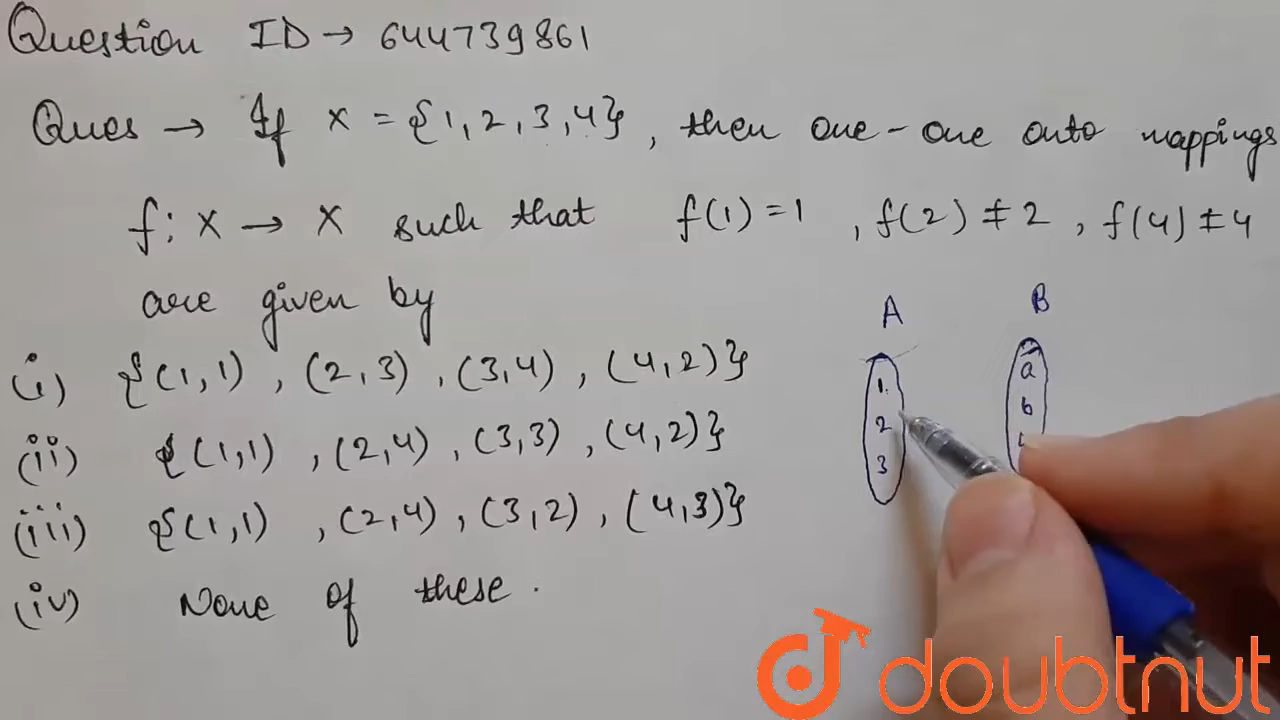 Question ID → 644739861
Ques → If x = {1, 2, 3, 4}, then one-one onto mappings
f: x → x such that f(1) = 1, f(2) ≠ 2, f(4) ≠ 4
are given by
(i) {(1,1), (2,3), (3,4), (4,2)}
(ii) {(1,1), (2,4), (3,3), (4,2)}
(iii) {(1,1), (2,4), (3,2), (4,3)}
(iv) None of these.
A B
1 a
2 b
3
doubtnut